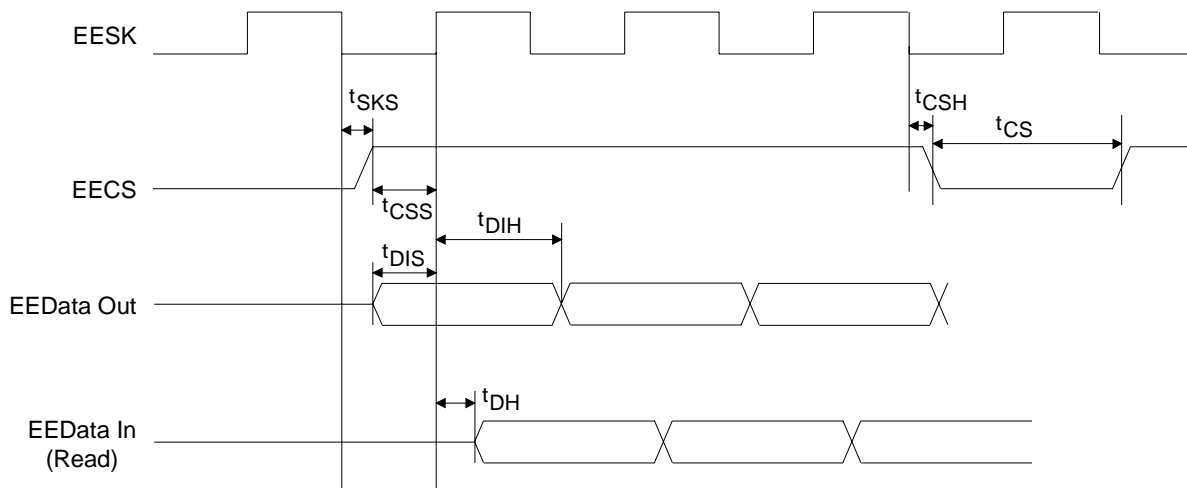 EESK
tSKS
tCSH
tCS
EECS
tCSS
tDIH
tDIS
EEData Out
tDH
EEData In
(Read)